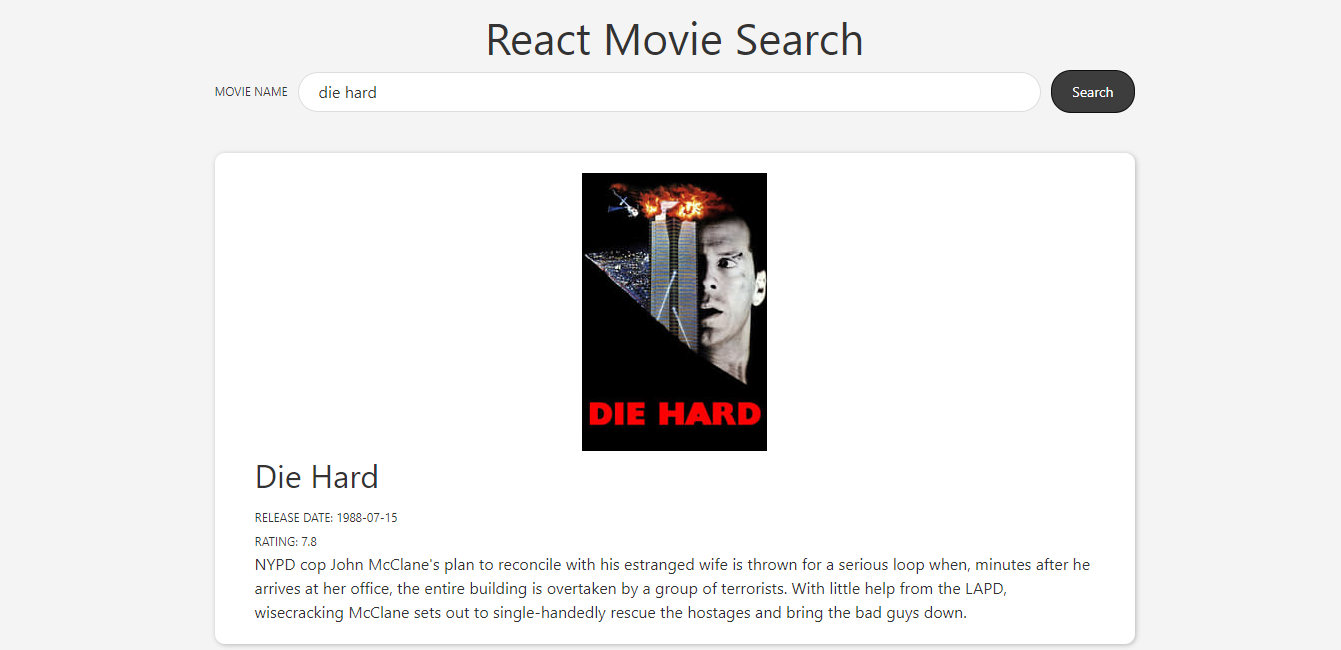 React Movie Search
MOVIE NAME die hard Search
DIE HARD
Die Hard
RELEASE DATE: 1988-07-15
RATING: 7.8
NYPD cop John McClane's plan to reconcile with his estranged wife is thrown for a serious loop when, minutes after he
arrives at her office, the entire building is overtaken by a group of terrorists. With little help from the LAPD,
wisecracking McClane sets out to single-handedly rescue the hostages and bring the bad guys down.